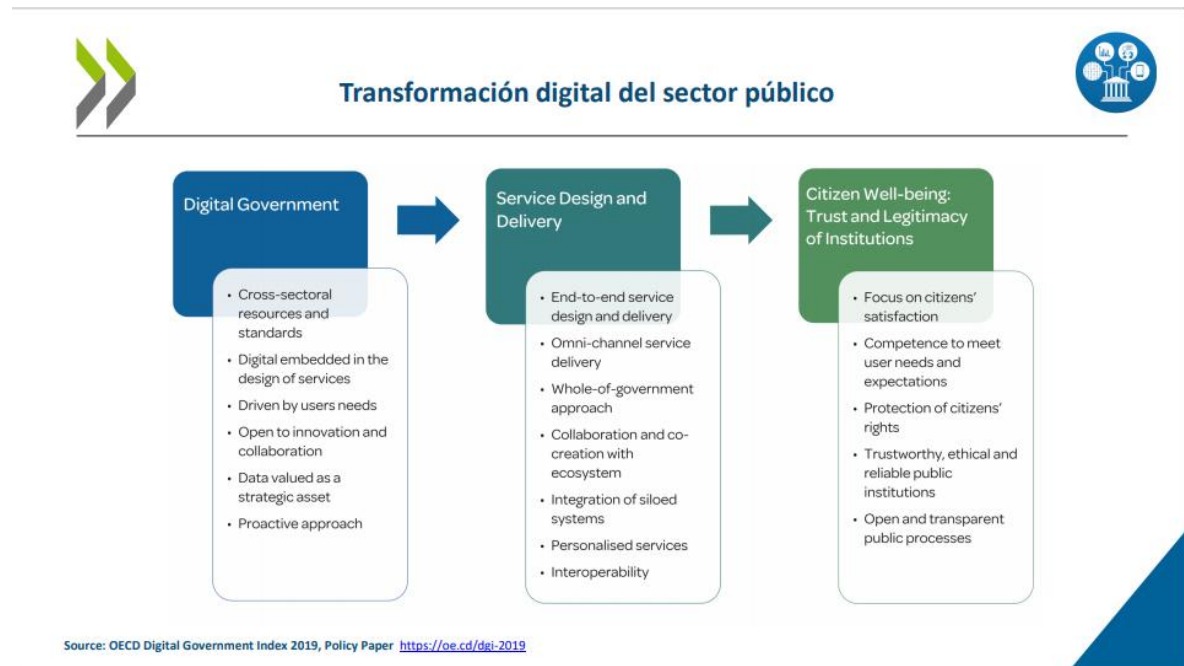 Transformación digital del sector público
Digital Government
• Cross-sectoral
resources and
standards
• Digital embedded in the
design of services
• Driven by users needs
• Open to innovation and
collaboration
• Data valued as a
strategic asset
• Proactive approach
Service Design and
Delivery
• End-to-end service
design and delivery
• Omni-channel service
delivery
• Whole-of-government
approach
• Collaboration and co-
creation with
ecosystem
• Integration of siloed
systems
• Personalised services
• Interoperability
Citizen Well-being:
Trust and Legitimacy
of Institutions
• Focus on citizens'
satisfaction
• Competence to meet
user needs and
expectations
• Protection of citizens'
rights
• Trustworthy, ethical and
reliable public
institutions
• Open and transparent
public processes
Source: OECD Digital Government Index 2019, Policy Paper https://oe.cd/dgi-2019